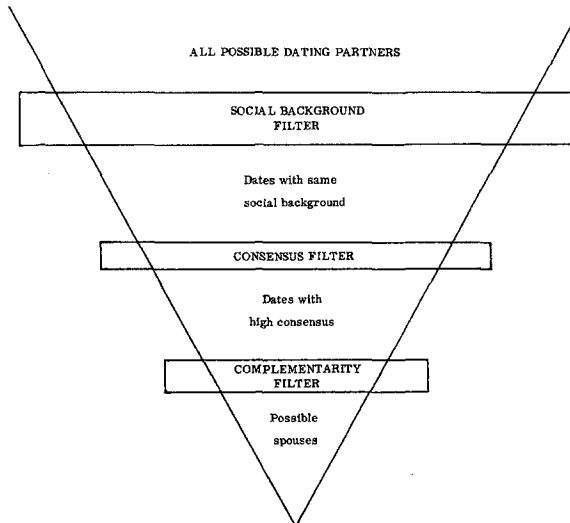 ALL POSSIBLE DATING PARTNERS
SOCIAL BACKGROUND
FILTER
Dates with same
social background
CONSENSUS FILTER
Dates with
high consensus
COMPLEMENTARITY
FILTER
Possible
spouses